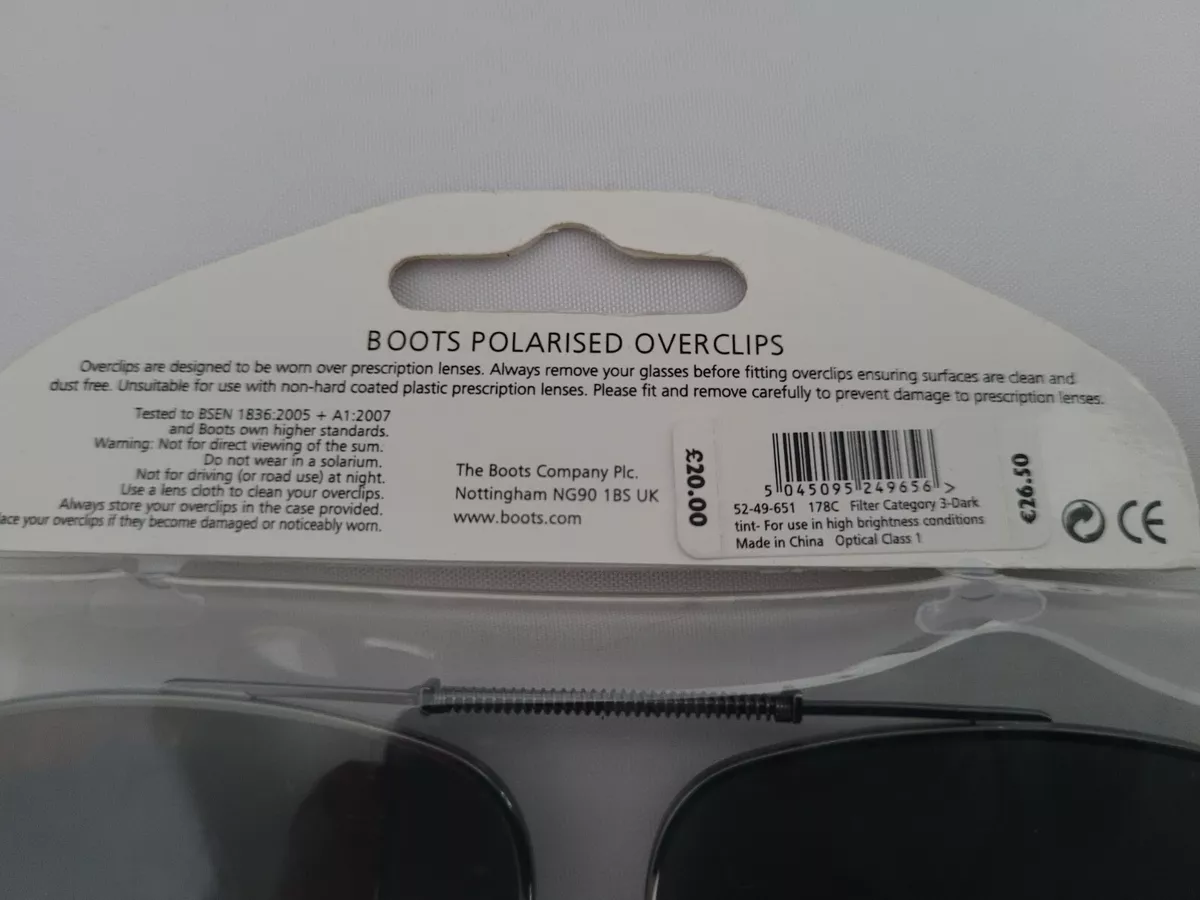 BOOTS POLARISED OVERCLIPS
Overclips are designed to be worn over prescription lenses. Always remove your glasses before fitting overclips ensuring surfaces are clean and
dust free. Unsuitable for use with non-hard coated plastic prescription lenses. Please fit and remove carefully to prevent damage to prescription lenses.
Tested to BSEN 1836:2005 + A1:2007
and Boots own higher standards.
Warning: Not for direct viewing of the sum.
Do not wear in a solarium.
Not for driving (or road use) at night.
Use a lens cloth to clean your overclips.
Always store your overclips in the case provided.
your overclips if they become damaged or noticeably worn.
The Boots Company Plc.
Nottingham NG90 1BS UK
www.boots.com
£20.00
5 045095 249656 >
52-49-651 178C Filter Category 3-Dark
tint- For use in high brightness conditions
Made in China Optical Class 1
€26.50
CE